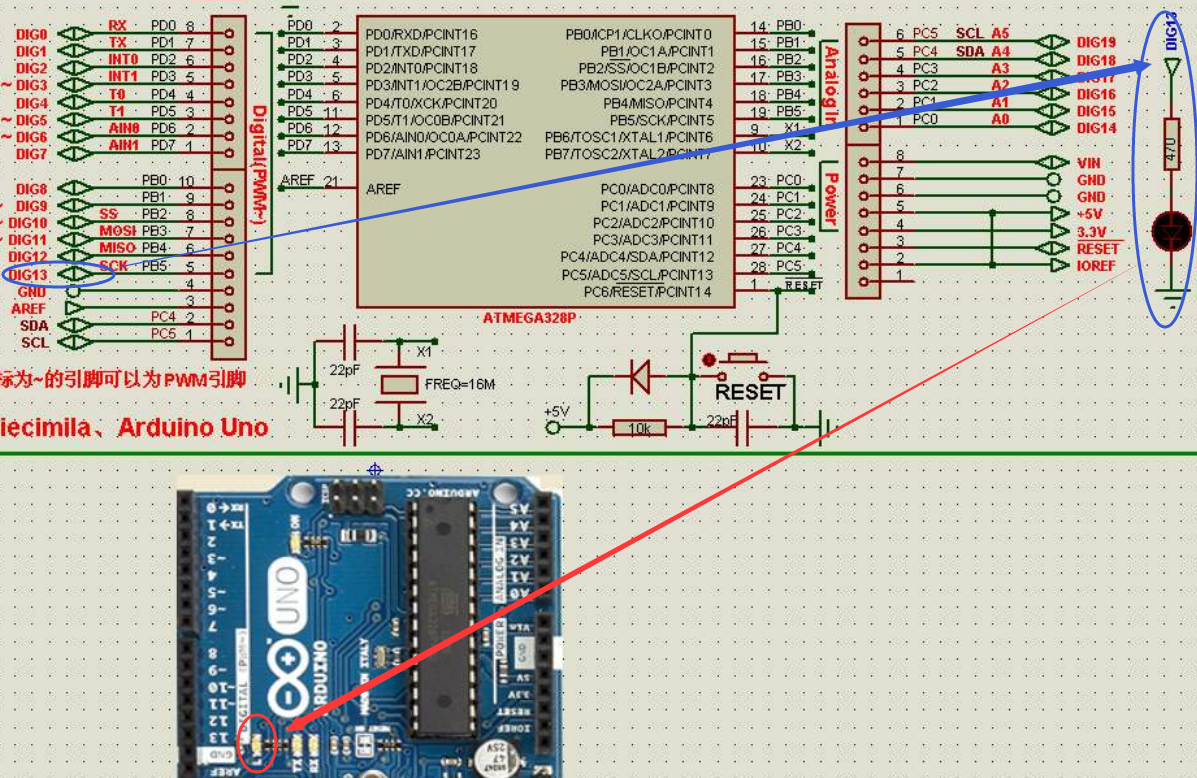 DIG0 RX PD0 8
DIG1 TX PD1 7
DIG2 INT0 PD2 6
~ DIG3 INT1 PD3 5
DIG4 T0 PD4 4
~ DIG5 T1 PD5 3
~ DIG6 AIN0 PD6 2
DIG7 AIN1 PD7 1
DIG8 PB0 10
DIG9 PB1 9
DIG10 SS PB2 8
DIG11 MOSI PB3 7
DIG12 MISO PB4 6
DIG13 SCK PB5 5
GND 4
AREF 3
SDA PC4 2
SCL PC5 1
Digital(PWM~)
PD0 2 PD0/RXD/PCINT16
PD1 3 PD1/TXD/PCINT17
PD2 4 PD2/INT0/PCINT18
PD3 5 PD3/INT1/OC2B/PCINT19
PD4 6 PD4/T0/XCK/PCINT20
PD5 11 PD5/T1/OC0B/PCINT21
PD6 12 PD6/AIN0/OC0A/PCINT22
PD7 13 PD7/AIN1/PCINT23
AREF 21 AREF
PB0/ICP1/CLKO/PCINT0 14 PB0
PB1/OC1A/PCINT1 15 PB1
PB2/SS/OC1B/PCINT2 16 PB2
PB3/MOSI/OC2A/PCINT3 17 PB3
PB4/MISO/PCINT4 18 PB4
PB5/SCK/PCINT5 19 PB5
PB6/TOSC1/XTAL1/PCINT6 9 X1
PB7/TOSC2/XTAL2/PCINT7 10 X2
PC0/ADC0/PCINT8 23 PC0
PC1/ADC1/PCINT9 24 PC1
PC2/ADC2/PCINT10 25 PC2
PC3/ADC3/PCINT11 26 PC3
PC4/ADC4/SDA/PCINT12 27 PC4
PC5/ADC5/SCL/PCINT13 28 PC5
PC6/RESET/PCINT14 1 RESET
ATMEGA328P
Analog In
6 PC5 SCL A5 DIG19
5 PC4 SDA A4 DIG18
4 PC3 A3 DIG17
3 PC2 A2 DIG16
2 PC1 A1 DIG15
1 PC0 A0 DIG14
Power
8 VIN
7 GND
6 GND
5 +5V
4 3.3V
3 RESET
2 IOREF
1
DIG13
470
标为~的引脚可以为PWM引脚
iecimila、Arduino Uno
22pF
22pF
X1
FREQ=16M
X2
+5V
10k
RESET
22pF
ARDUINO.CC
ICSP
ON
RX
TX
0
1
2
3
4
5
6
7
8
9
10
11
12
13
GND
AREF
DIGITAL (PWM~)
UNO
ARDUINO
MADE IN ITALY
A5
A4
A3
A2
A1
A0
ANALOG IN
Vin
GND
5V
3.3V
RESET
IOREF
POWER
L
TX
RX
47
25V